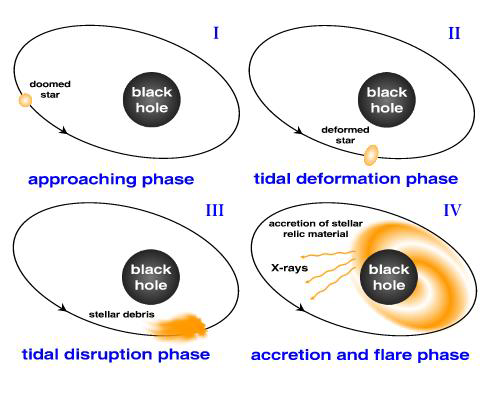 I
doomed
star
black
hole
approaching phase
II
black
hole
deformed
star
tidal deformation phase
III
black
hole
stellar debris
tidal disruption phase
IV
accretion of stellar
relic material
X-rays
black
hole
accretion and flare phase